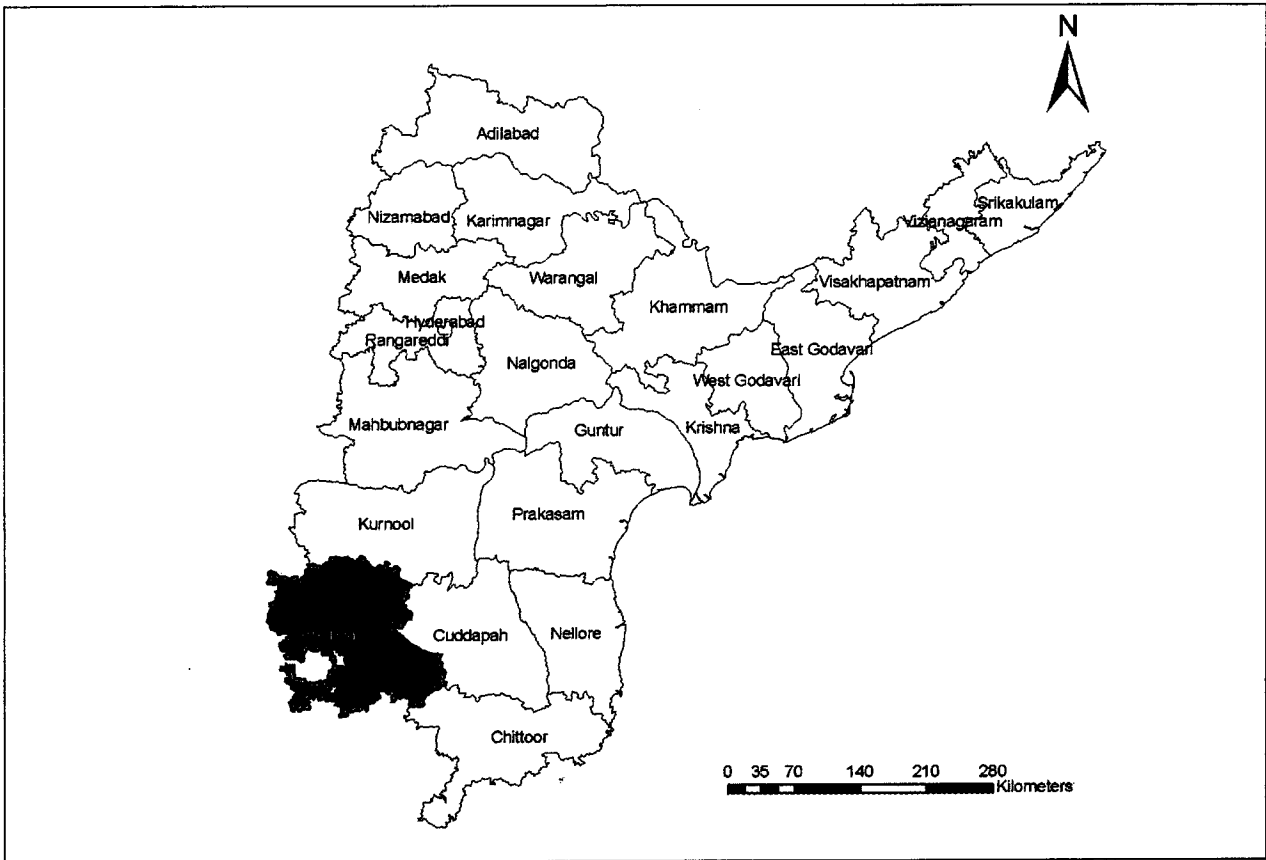 N
Adilabad
Srikakulam
Nizamabad
Karimnagar
Vizianagaram
Medak
Warangal
Visakhapatnam
Khammam
Hyderabad
Rangareddi
East Godavari
Nalgonda
West Godavari
Mahbubnagar
Guntur
Krishna
Kurnool
Prakasam
Cuddapah
Nellore
Chittoor
0 35 70 140 210 280
Kilometers